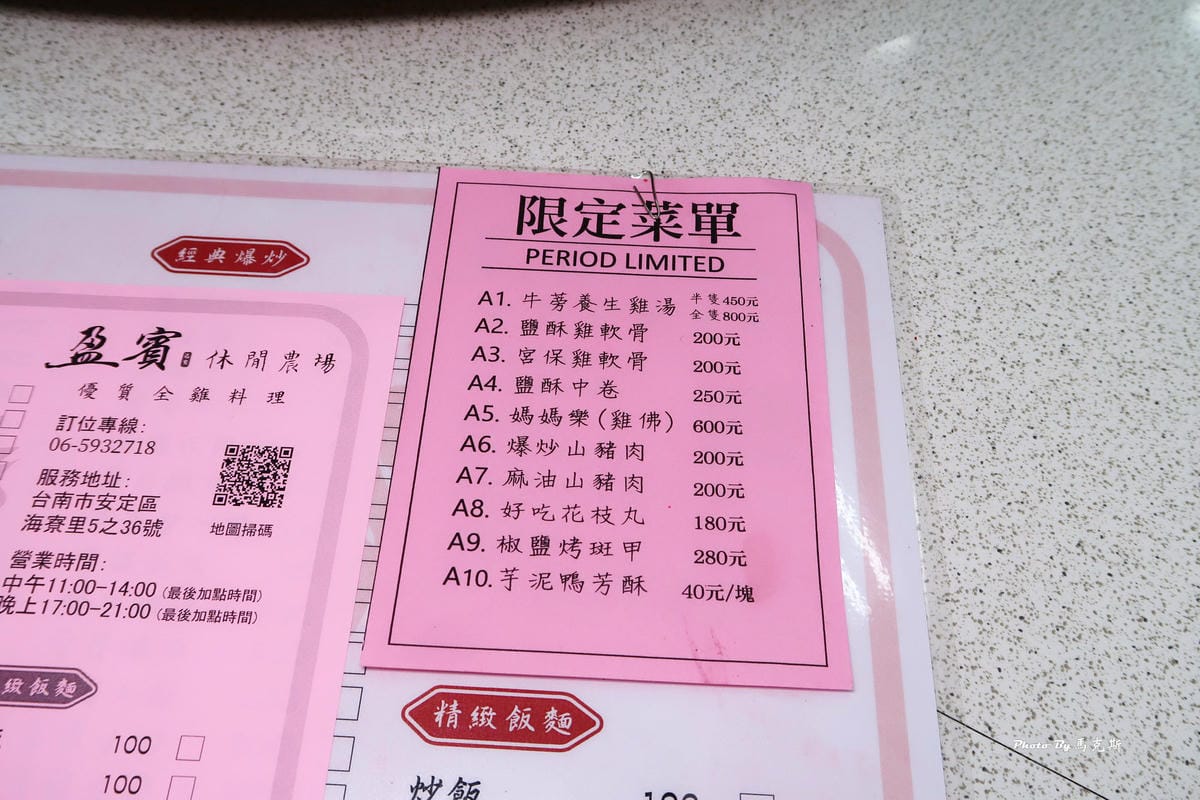 經典爆炒
盈賓 休閒農場
優質全雞料理
訂位專線:
06-5932718
服務地址:
台南市安定區
海寮里5之36號
地圖掃碼
營業時間:
中午11:00-14:00 (最後加點時間)
晚上17:00-21:00 (最後加點時間)
緻飯麵
100
100
限定菜單
PERIOD LIMITED
A1. 牛蒡養生雞湯 半隻450元
全隻800元
A2. 鹽酥雞軟骨 200元
A3. 宮保雞軟骨 200元
A4. 鹽酥中卷 250元
A5. 媽媽樂(雞佛) 600元
A6. 爆炒山豬肉 200元
A7. 麻油山豬肉 200元
A8. 好吃花枝丸 180元
A9. 椒鹽烤斑甲 280元
A10. 芋泥鴨芳酥 40元/塊
精緻飯麵
炒飯
Photo By 馬克斯